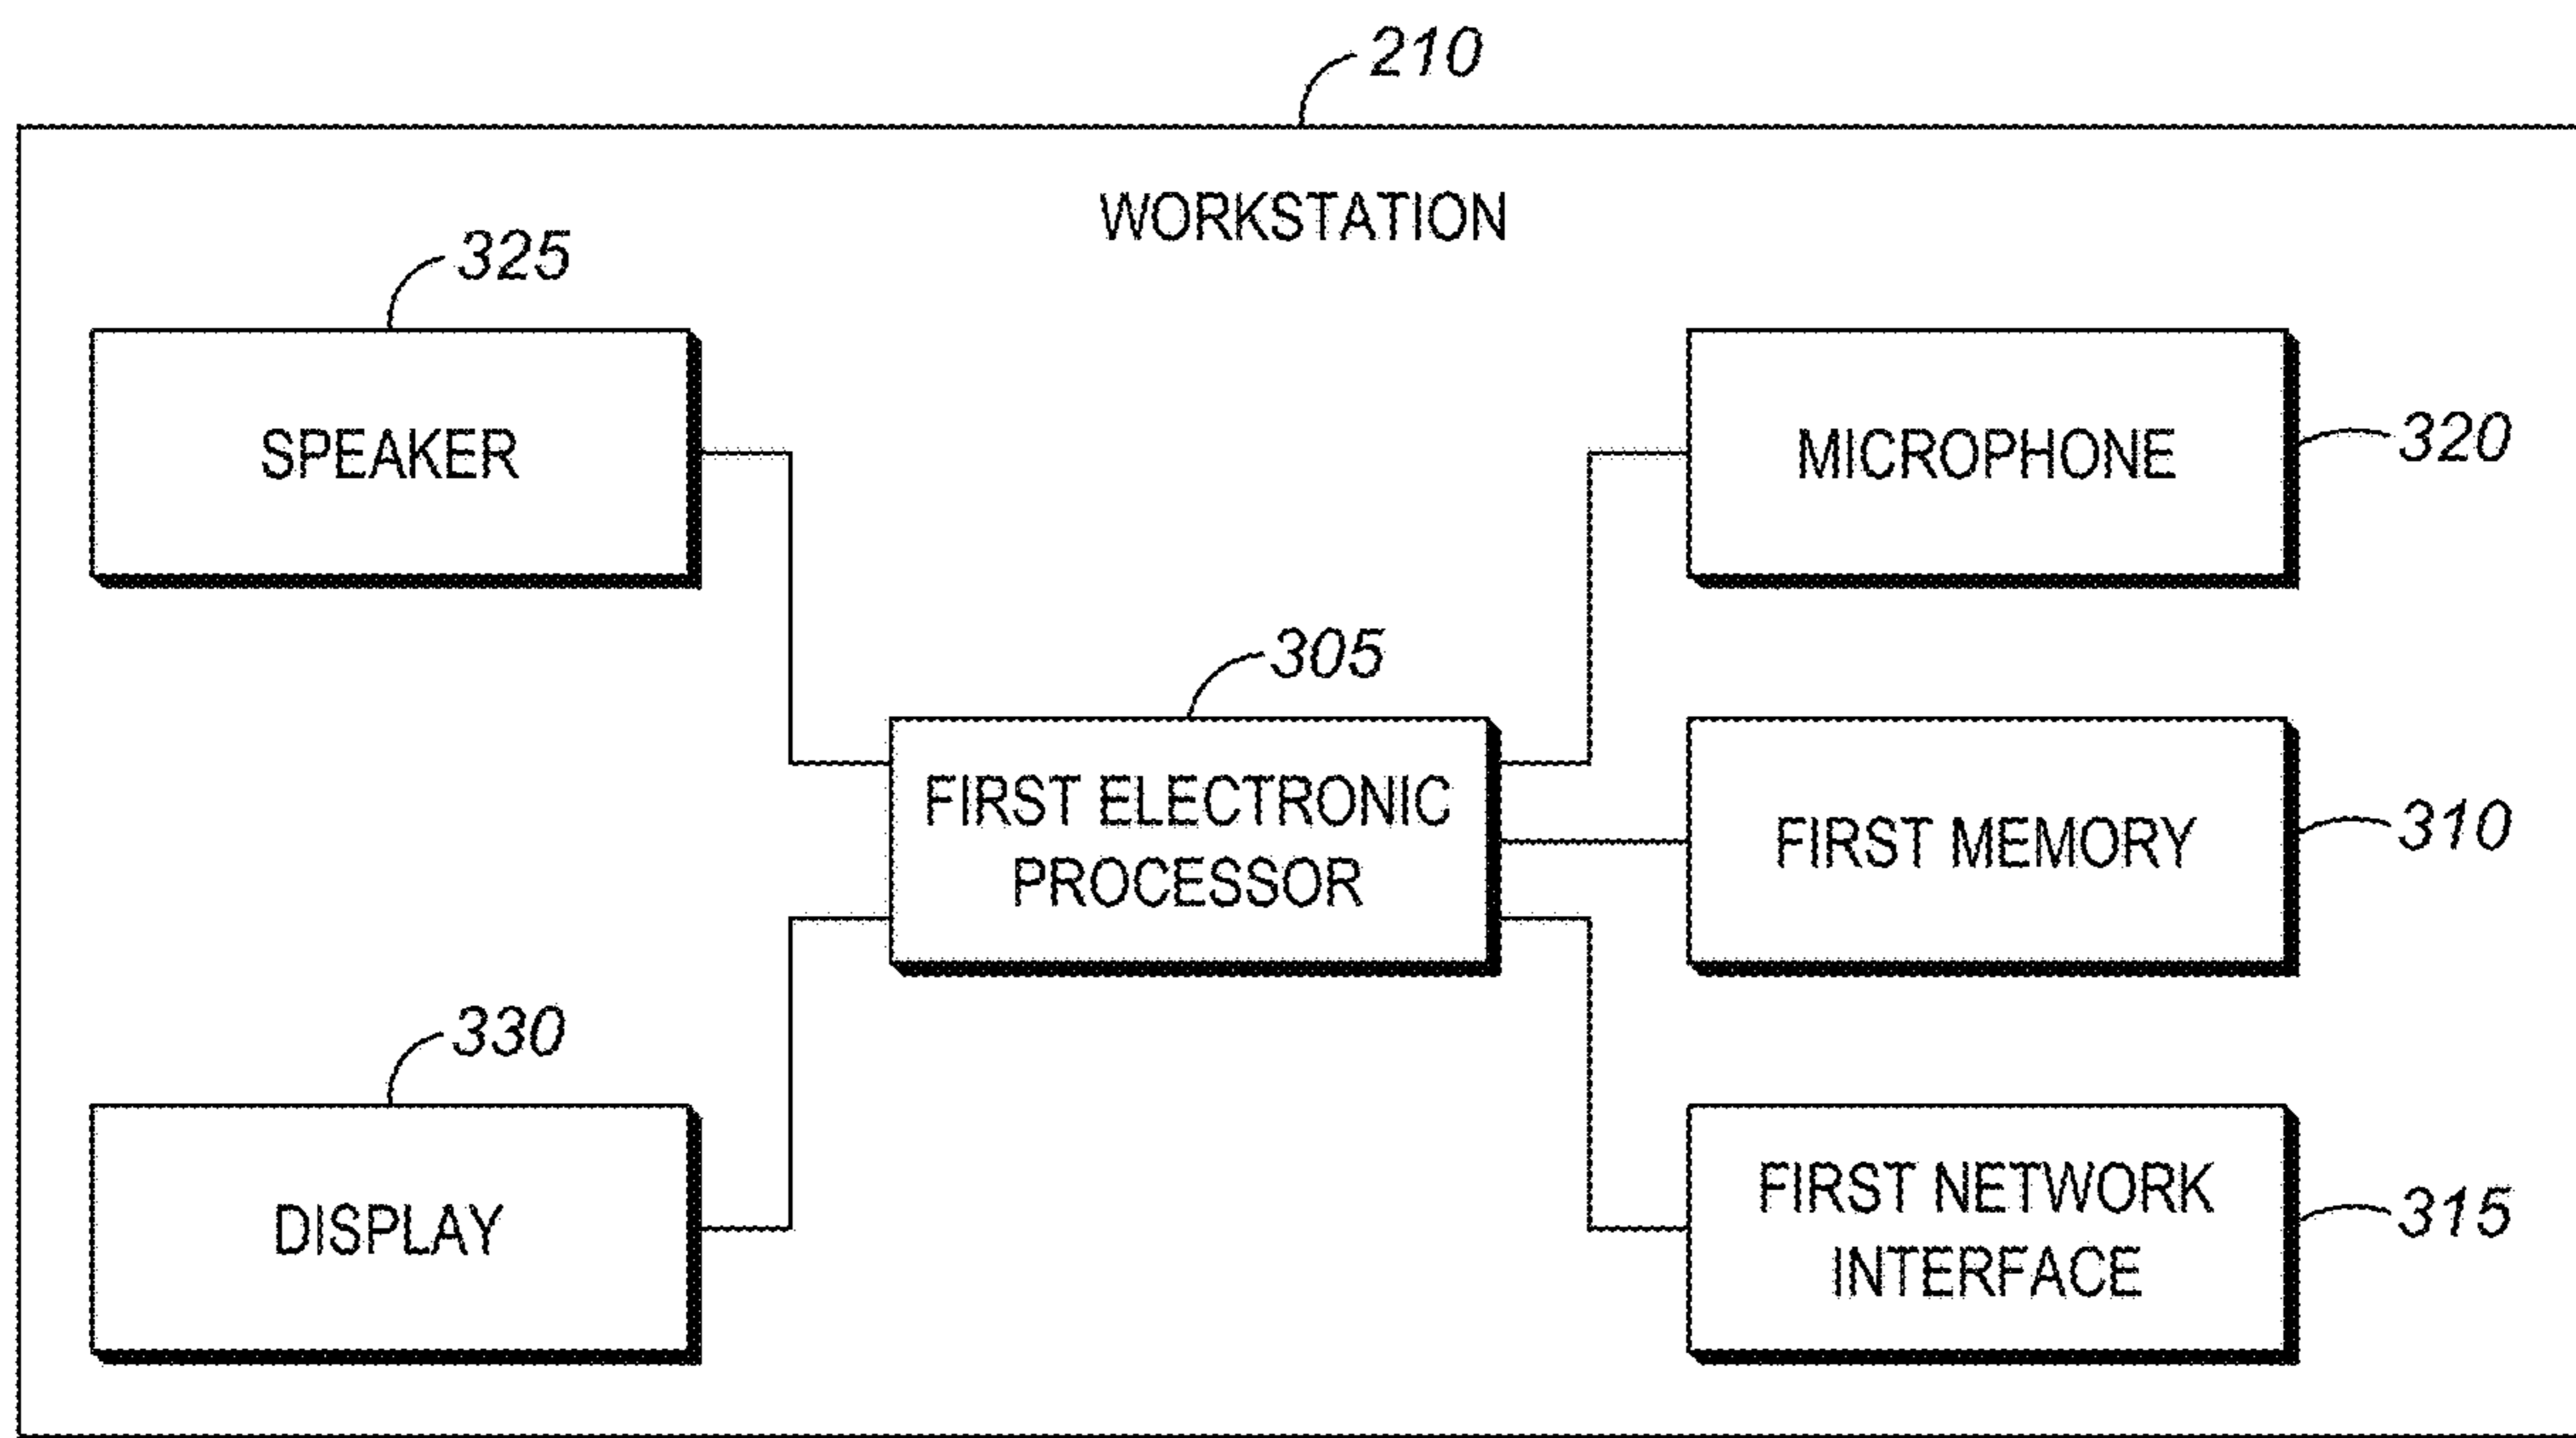 210
WORKSTATION
325
SPEAKER
MICROPHONE
320
305
FIRST ELECTRONIC
PROCESSOR
FIRST MEMORY
310
330
DISPLAY
FIRST NETWORK
INTERFACE
315